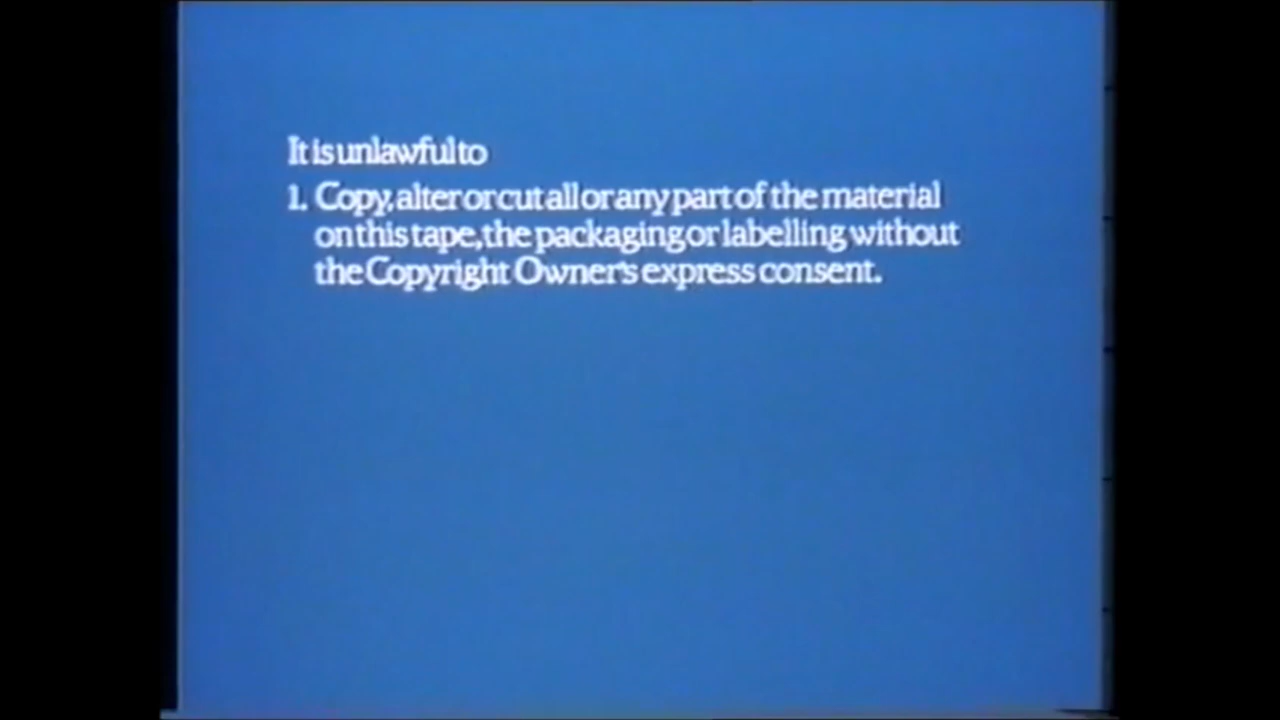 It is unlawful to
1. Copy, alter or cut all or any part of the material
on this tape, the packaging or labelling without
the Copyright Owner's express consent.